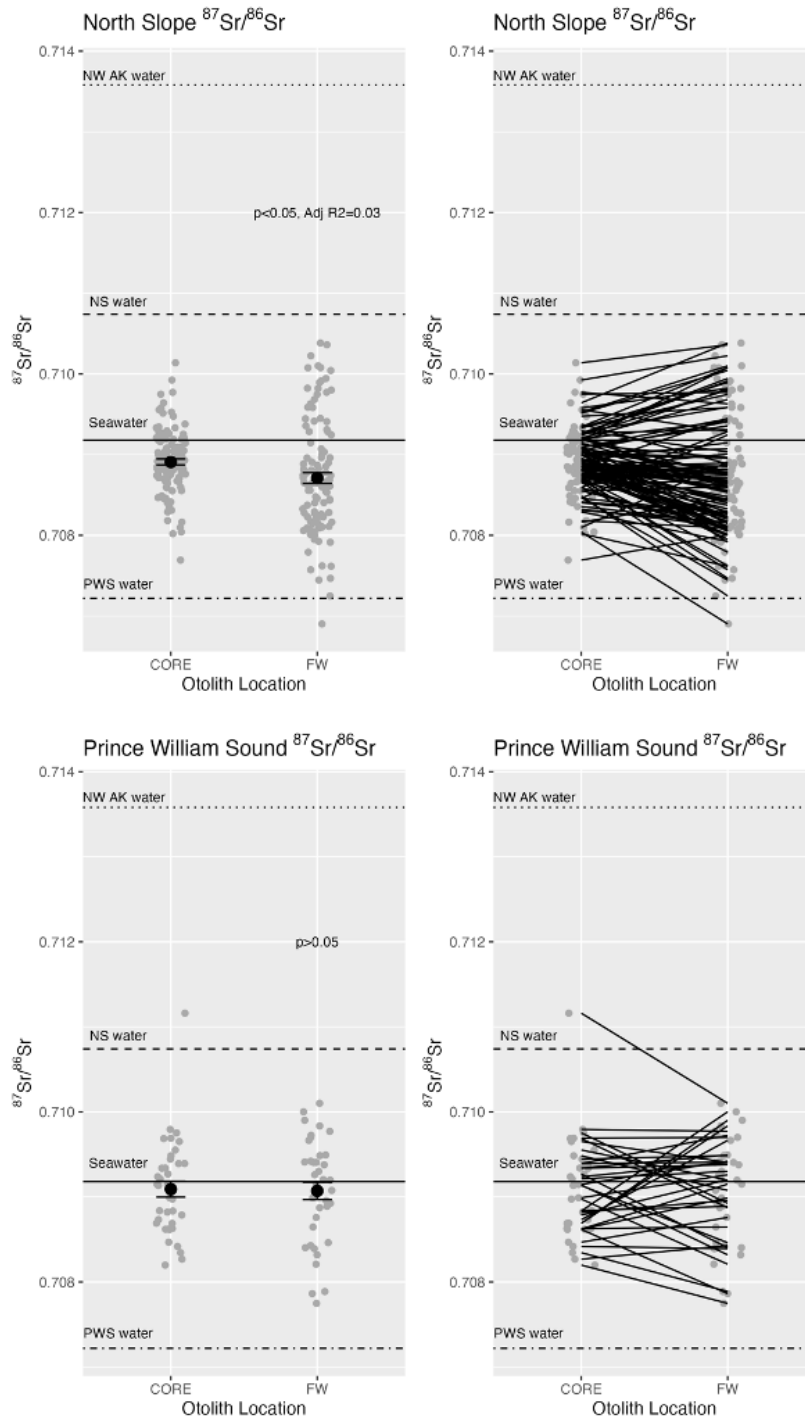 North Slope ⁸⁷Sr/⁸⁶Sr
0.714
NW AK water
0.712
p<0.05, Adj R2=0.03
NS water
0.710
Seawater
0.708
PWS water
⁸⁷Sr/⁸⁶Sr
CORE FW
Otolith Location
North Slope ⁸⁷Sr/⁸⁶Sr
0.714
NW AK water
0.712
NS water
0.710
Seawater
0.708
PWS water
⁸⁷Sr/⁸⁶Sr
CORE FW
Otolith Location
Prince William Sound ⁸⁷Sr/⁸⁶Sr
0.714
NW AK water
0.712
p>0.05
NS water
0.710
Seawater
0.708
PWS water
⁸⁷Sr/⁸⁶Sr
CORE FW
Otolith Location
Prince William Sound ⁸⁷Sr/⁸⁶Sr
0.714
NW AK water
0.712
NS water
0.710
Seawater
0.708
PWS water
⁸⁷Sr/⁸⁶Sr
CORE FW
Otolith Location